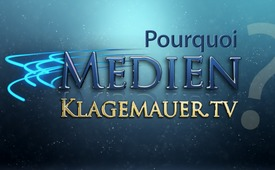 Pourquoi
MEDIEN
KLAGEMAUER.TV
?